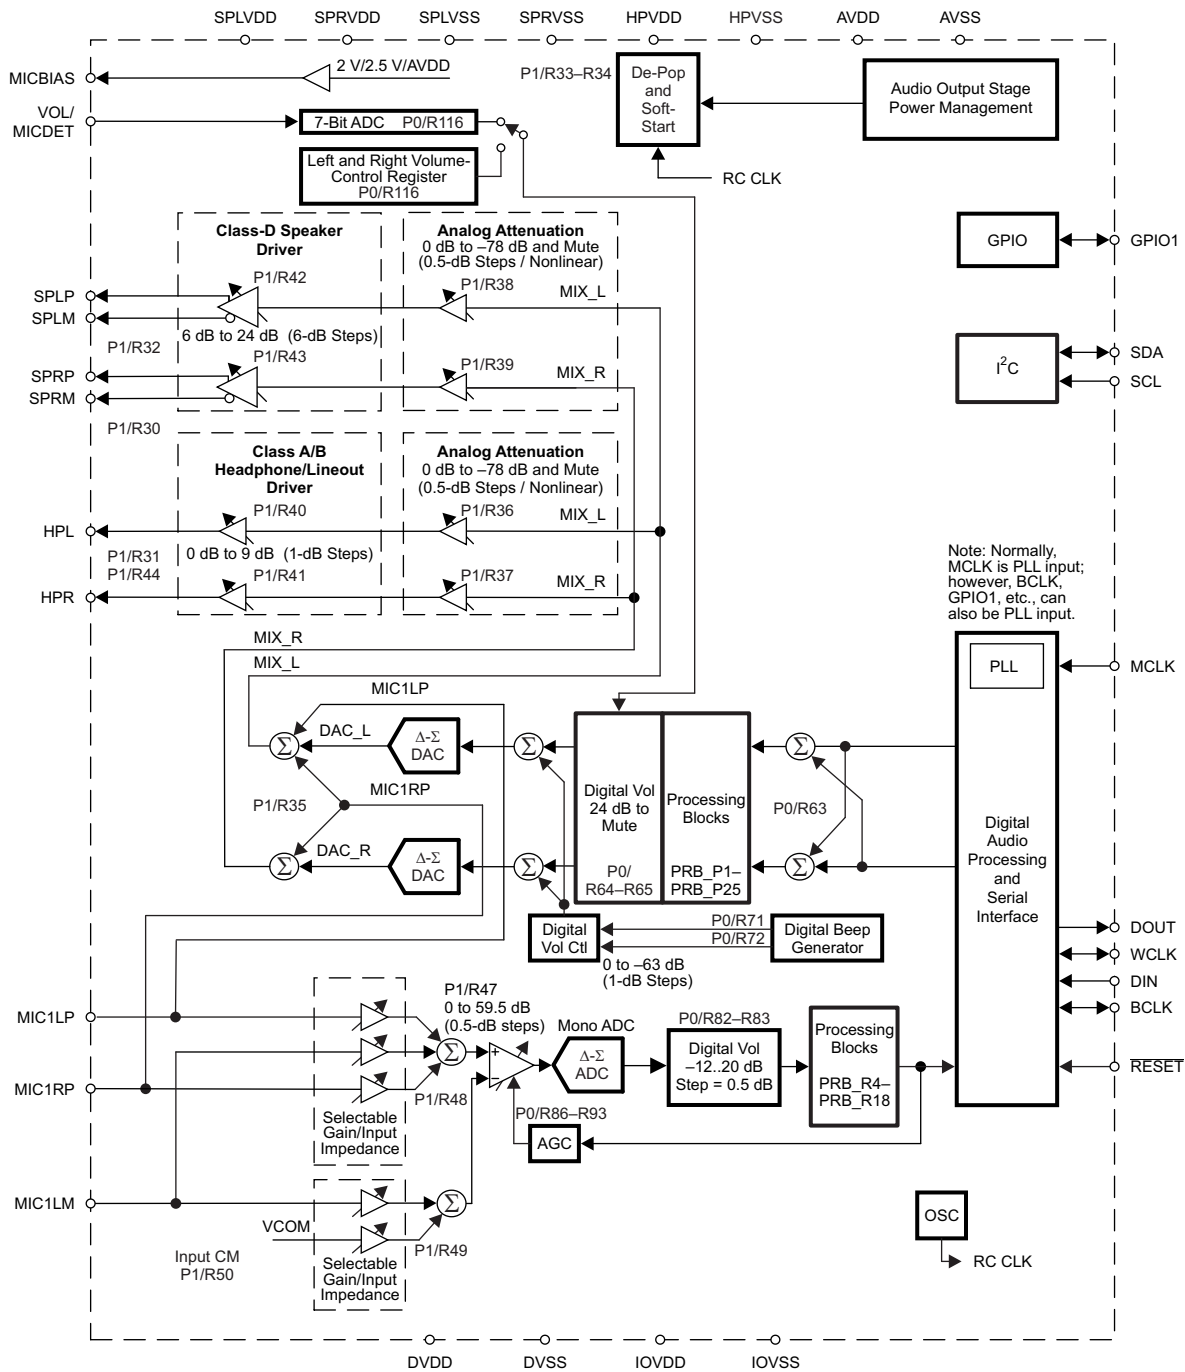 SPLVDD SPRVDD SPLVSS SPRVSS HPVDD HPVSS AVDD AVSS
MICBIAS
2 V/2.5 V/AVDD
VOL/
MICDET
7-Bit ADC P0/R116
Left and Right Volume-
Control Register
P0/R116
P1/R33–R34
De-Pop
and
Soft-
Start
Audio Output Stage
Power Management
RC CLK
Class-D Speaker
Driver
P1/R42
6 dB to 24 dB (6-dB Steps)
P1/R43
Analog Attenuation
0 dB to –78 dB and Mute
(0.5-dB Steps / Nonlinear)
P1/R38
MIX_L
P1/R39
MIX_R
GPIO
GPIO1
SPLP
SPLM
P1/R32
SPRP
SPRM
P1/R30
I2C
SDA
SCL
Class A/B
Headphone/Lineout
Driver
P1/R40
0 dB to 9 dB (1-dB Steps)
P1/R41
Analog Attenuation
0 dB to –78 dB and Mute
(0.5-dB Steps / Nonlinear)
P1/R36
MIX_L
P1/R37
MIX_R
HPL
P1/R31
P1/R44
HPR
Note: Normally,
MCLK is PLL input;
however, BCLK,
GPIO1, etc., can
also be PLL input.
MIX_R
MIX_L
MIC1LP
PLL
MCLK
Σ
DAC_L
Δ-Σ
DAC
Σ
Σ
MIC1RP
P1/R35
Σ
DAC_R
Δ-Σ
DAC
Σ
Σ
Digital Vol
24 dB to
Mute
P0/
R64–R65
Processing
Blocks
PRB_P1–
PRB_P25
P0/R63
Digital
Audio
Processing
and
Serial
Interface
Digital
Vol Ctl
P0/R71
P0/R72
Digital Beep
Generator
0 to –63 dB
(1-dB Steps)
DOUT
WCLK
DIN
BCLK
RESET
MIC1LP
MIC1RP
MIC1LM
Selectable
Gain/Input
Impedance
P1/R47
0 to 59.5 dB
(0.5-dB steps)
Σ
P1/R48
+
–
Mono ADC
Δ-Σ
ADC
P0/R82–R83
Digital Vol
–12..20 dB
Step = 0.5 dB
Processing
Blocks
PRB_R4–
PRB_R18
P0/R86–R93
AGC
VCOM
Σ
P1/R49
Input CM
P1/R50
Selectable
Gain/Input
Impedance
OSC
RC CLK
DVDD DVSS IOVDD IOVSS